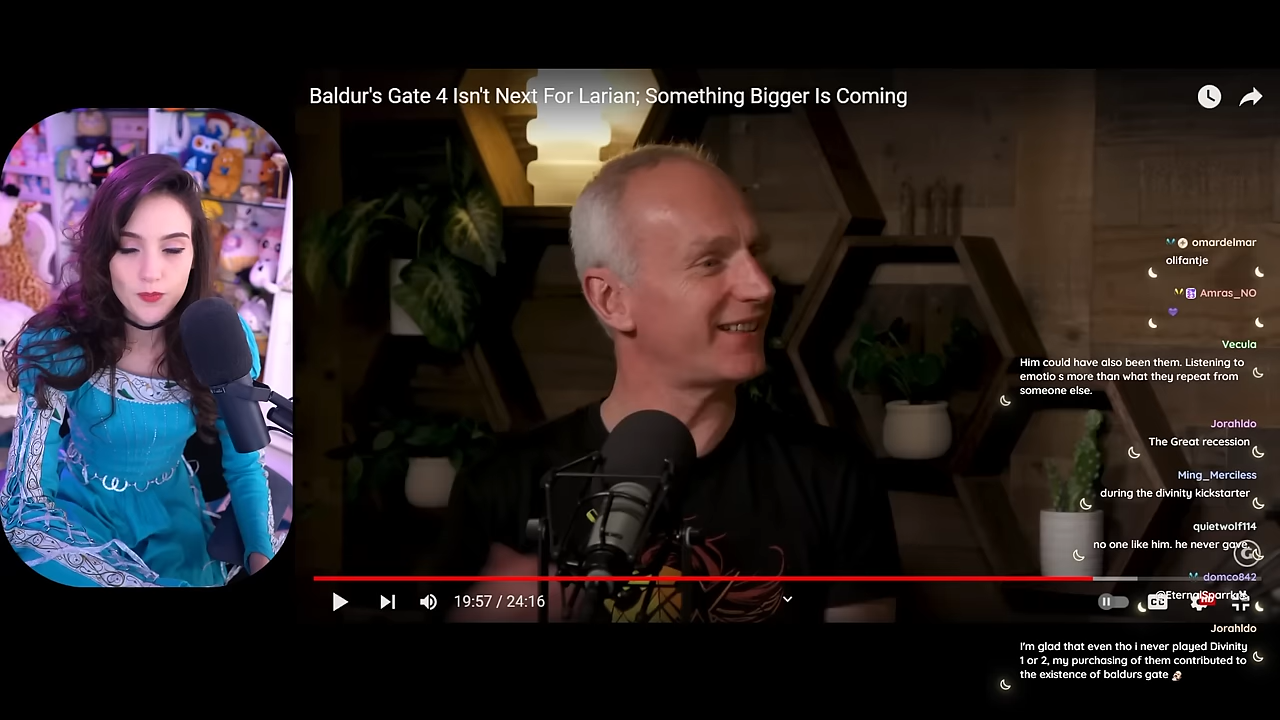 Baldur's Gate 4 Isn't Next For Larian; Something Bigger Is Coming
omardelmar
olifantje
Amras_NO
Vecula
Him could have also been them. Listening to
emotio s more than what they repeat from
someone else.
Jorahldo
The Great recession
Ming_Merciless
during the divinity kickstarter
quietwolf114
no one like him. he never gave
domco842
19:57 / 24:16
CC
HD
Jorahldo
I'm glad that even tho i never played Divinity
1 or 2, my purchasing of them contributed to
the existence of baldurs gate